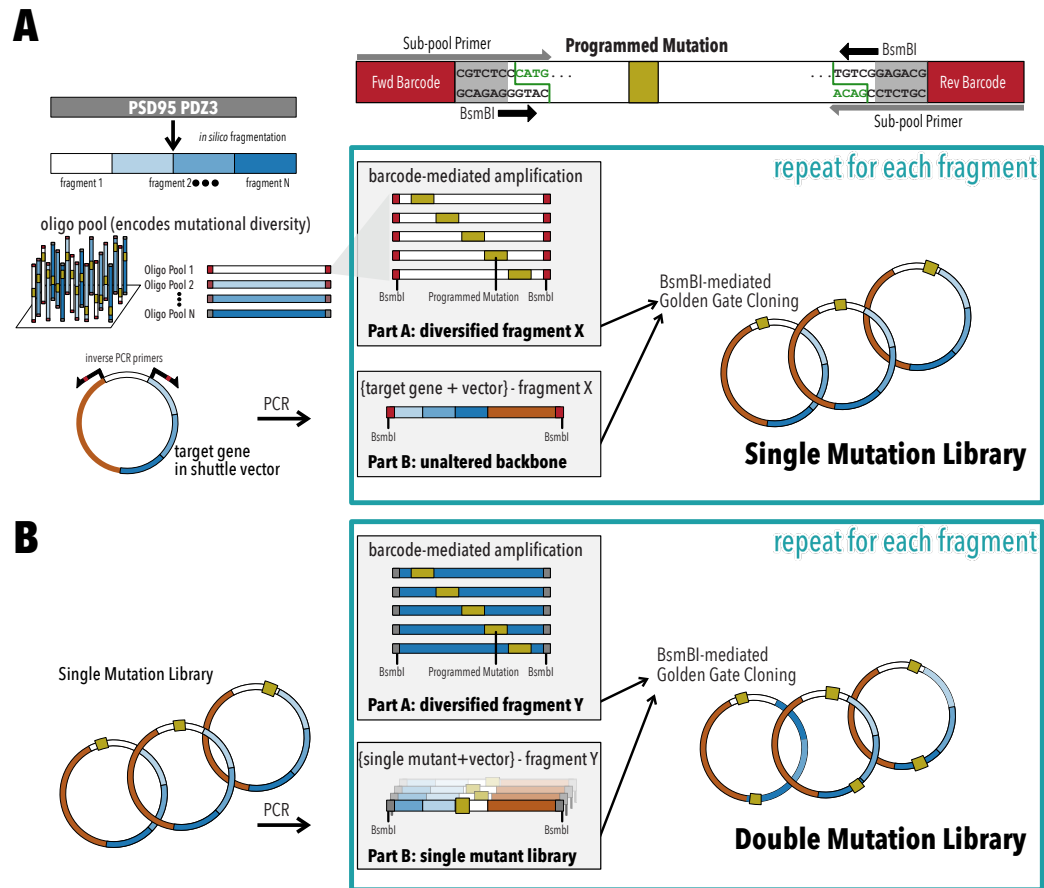 A
Sub-pool Primer
Programmed Mutation
BsmBI
Fwd Barcode
CGTCTCCCATG...
...TGTCGGAGACG
Rev Barcode
GCAGAGGGTAC
ACAGCCTCTGC
BsmBI
Sub-pool Primer
PSD95 PDZ3
in silico fragmentation
fragment 1
fragment 2●●●
fragment N
oligo pool (encodes mutational diversity)
Oligo Pool 1
Oligo Pool 2
Oligo Pool N
inverse PCR primers
PCR
target gene
in shuttle vector
repeat for each fragment
barcode-mediated amplification
BsmbI
Programmed Mutation
BsmbI
Part A: diversified fragment X
{target gene + vector} - fragment X
BsmbI
BsmbI
Part B: unaltered backbone
BsmBI-mediated
Golden Gate Cloning
Single Mutation Library
B
Single Mutation Library
PCR
repeat for each fragment
barcode-mediated amplification
BsmbI
Programmed Mutation
BsmbI
Part A: diversified fragment Y
{single mutant+vector} - fragment Y
BsmbI
BsmbI
Part B: single mutant library
BsmBI-mediated
Golden Gate Cloning
Double Mutation Library